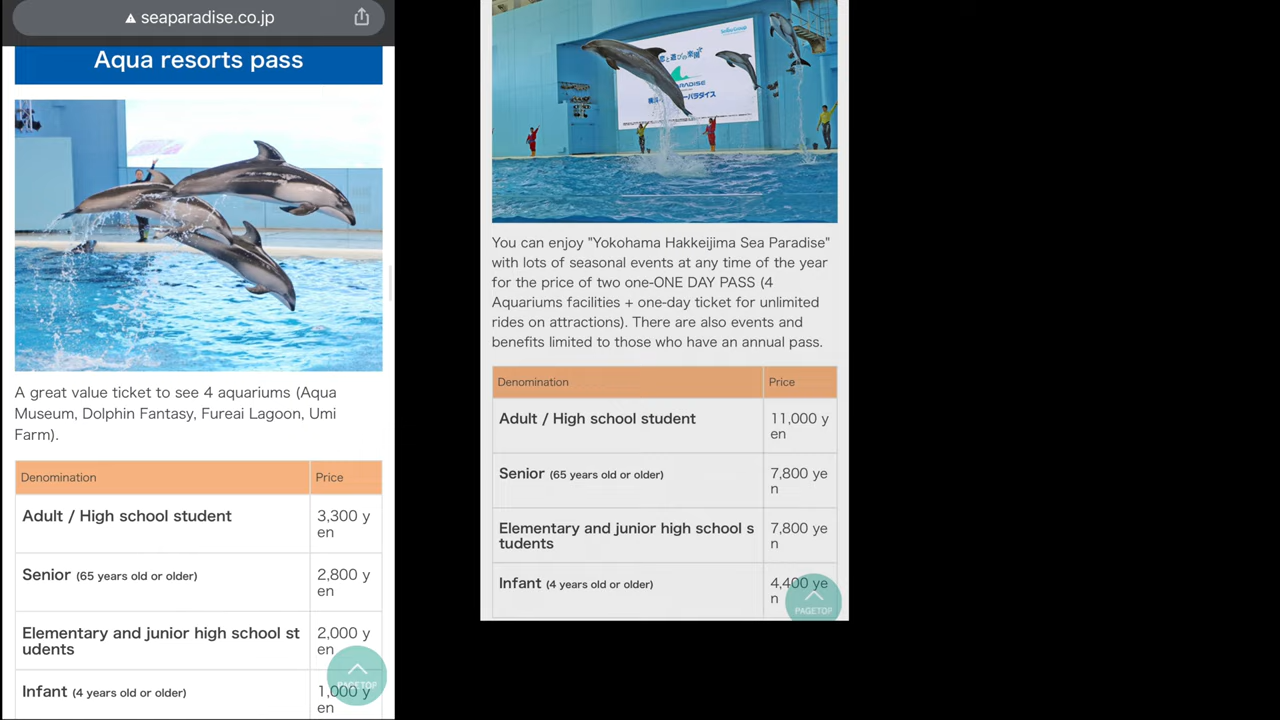 seaparadise.co.jp
Aqua resorts pass
A great value ticket to see 4 aquariums (Aqua
Museum, Dolphin Fantasy, Fureai Lagoon, Umi
Farm).
Denomination Price
Adult / High school student 3,300 y
en
Senior (65 years old or older) 2,800 y
en
Elementary and junior high school st 2,000 y
udents en
Infant (4 years old or older) 1,000 y
en
PAGETOP
You can enjoy "Yokohama Hakkeijima Sea Paradise"
with lots of seasonal events at any time of the year
for the price of two one-ONE DAY PASS (4
Aquariums facilities + one-day ticket for unlimited
rides on attractions). There are also events and
benefits limited to those who have an annual pass.
Denomination Price
Adult / High school student 11,000 y
en
Senior (65 years old or older) 7,800 ye
n
Elementary and junior high school s 7,800 ye
tudents n
Infant (4 years old or older) 4,400 ye
n
PAGETOP